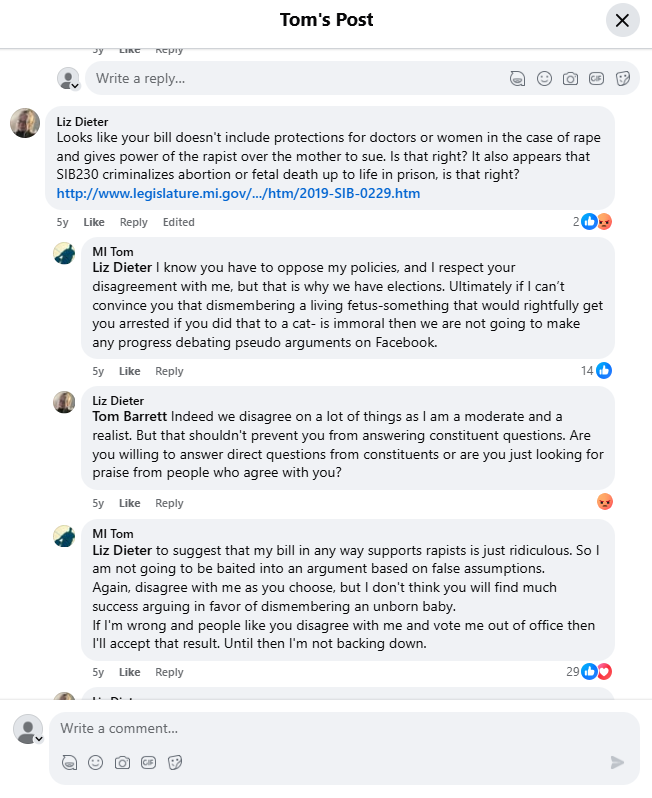 Tom's Post
5y Like Reply
Write a reply...
Liz Dieter
Looks like your bill doesn't include protections for doctors or women in the case of rape
and gives power of the rapist over the mother to sue. Is that right? It also appears that
SIB230 criminalizes abortion or fetal death up to life in prison, is that right?
http://www.legislature.mi.gov/.../htm/2019-SIB-0229.htm
5y Like Reply Edited 2
MI Tom
Liz Dieter I know you have to oppose my policies, and I respect your
disagreement with me, but that is why we have elections. Ultimately if I can't
convince you that dismembering a living fetus-something that would rightfully get
you arrested if you did that to a cat- is immoral then we are not going to make
any progress debating pseudo arguments on Facebook.
5y Like Reply 14
Liz Dieter
Tom Barrett Indeed we disagree on a lot of things as I am a moderate and a
realist. But that shouldn't prevent you from answering constituent questions. Are
you willing to answer direct questions from constituents or are you just looking for
praise from people who agree with you?
5y Like Reply
MI Tom
Liz Dieter to suggest that my bill in any way supports rapists is just ridiculous. So I
am not going to be baited into an argument based on false assumptions.
Again, disagree with me as you choose, but I don't think you will find much
success arguing in favor of dismembering an unborn baby.
If I'm wrong and people like you disagree with me and vote me out of office then
I'll accept that result. Until then I'm not backing down.
5y Like Reply 29
Liz Dieter
Write a comment...